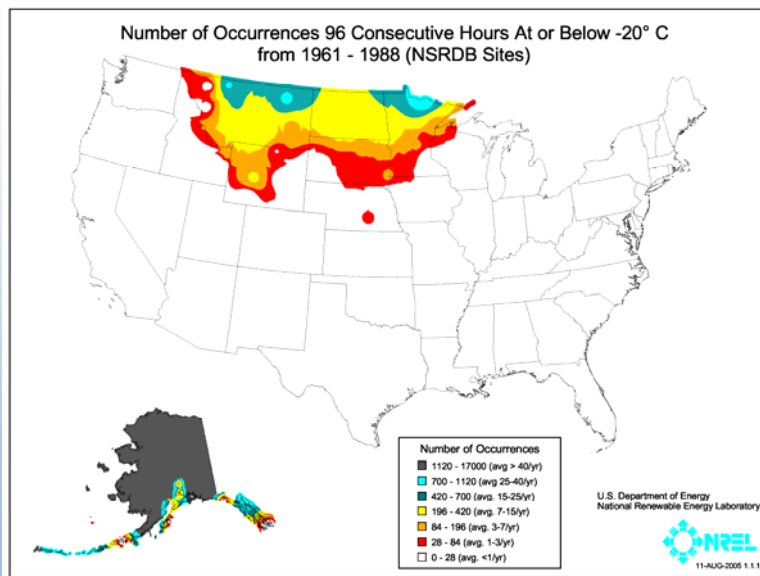 Number of Occurrences 96 Consecutive Hours At or Below -20° C
from 1961 - 1988 (NSRDB Sites)
Number of Occurrences
1120 - 17000 (avg > 40/yr)
700 - 1120 (avg 25-40/yr)
420 - 700 (avg. 15-25/yr)
196 - 420 (avg. 7-15/yr)
84 - 196 (avg. 3-7/yr)
28 - 84 (avg. 1-3/yr)
0 - 28 (avg. <1/yr)
U.S. Department of Energy
National Renewable Energy Laboratory
NREL
11-AUG-2005 1.1.1